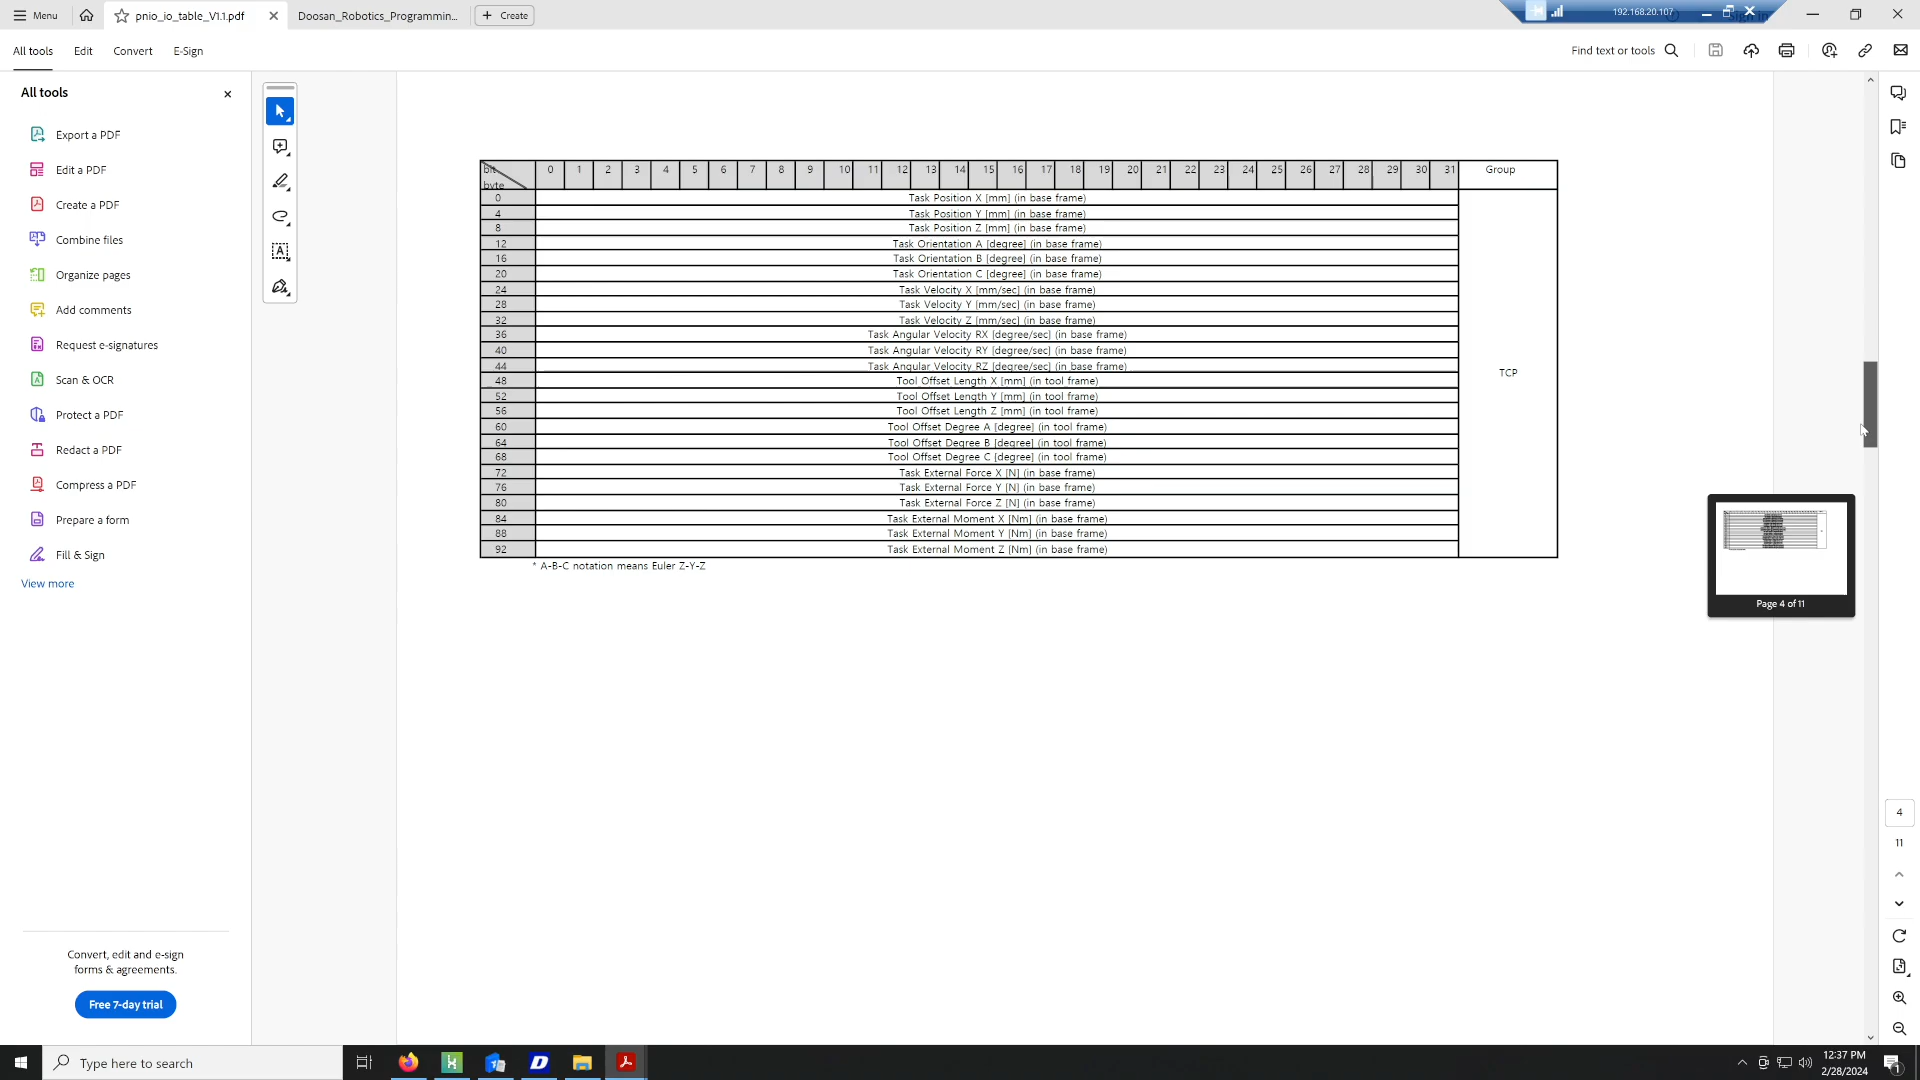 Menu
pnio_io_table_V1.1.pdf
Doosan_Robotics_Programmin...
Create
192.168.20.107
All tools
Edit
Convert
E-Sign
Find text or tools
All tools
Export a PDF
Edit a PDF
Create a PDF
Combine files
Organize pages
Add comments
Request e-signatures
Scan & OCR
Protect a PDF
Redact a PDF
Compress a PDF
Prepare a form
Fill & Sign
View more
Convert, edit and e-sign
forms & agreements.
Free 7-day trial
bit 0 1 2 3 4 5 6 7 8 9 10 11 12 13 14 15 16 17 18 19 20 21 22 23 24 25 26 27 28 29 30 31 Group
byte
0 Task Position X [mm] (in base frame)
4 Task Position Y [mm] (in base frame)
8 Task Position Z [mm] (in base frame)
12 Task Orientation A [degree] (in base frame)
16 Task Orientation B [degree] (in base frame)
20 Task Orientation C [degree] (in base frame)
24 Task Velocity X [mm/sec] (in base frame)
28 Task Velocity Y [mm/sec] (in base frame)
32 Task Velocity Z [mm/sec] (in base frame)
36 Task Angular Velocity RX [degree/sec] (in base frame)
40 Task Angular Velocity RY [degree/sec] (in base frame)
44 Task Angular Velocity RZ [degree/sec] (in base frame)
TCP
48 Tool Offset Length X [mm] (in tool frame)
52 Tool Offset Length Y [mm] (in tool frame)
56 Tool Offset Length Z [mm] (in tool frame)
60 Tool Offset Degree A [degree] (in tool frame)
64 Tool Offset Degree B [degree] (in tool frame)
68 Tool Offset Degree C [degree] (in tool frame)
72 Task External Force X [N] (in base frame)
76 Task External Force Y [N] (in base frame)
80 Task External Force Z [N] (in base frame)
84 Task External Moment X [Nm] (in base frame)
88 Task External Moment Y [Nm] (in base frame)
92 Task External Moment Z [Nm] (in base frame)
* A-B-C notation means Euler Z-Y-Z
Page 4 of 11
4
11
Type here to search
12:37 PM
2/28/2024
1